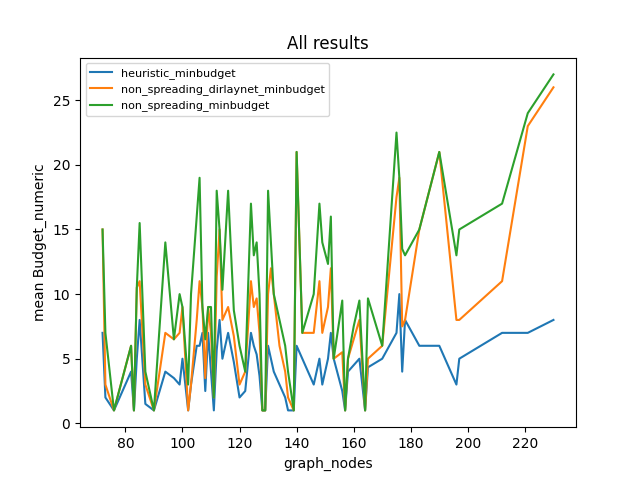 All results
heuristic_minbudget
non_spreading_dirlaynet_minbudget
non_spreading_minbudget
mean Budget_numeric
25
20
15
10
5
0
80 100 120 140 160 180 200 220
graph_nodes